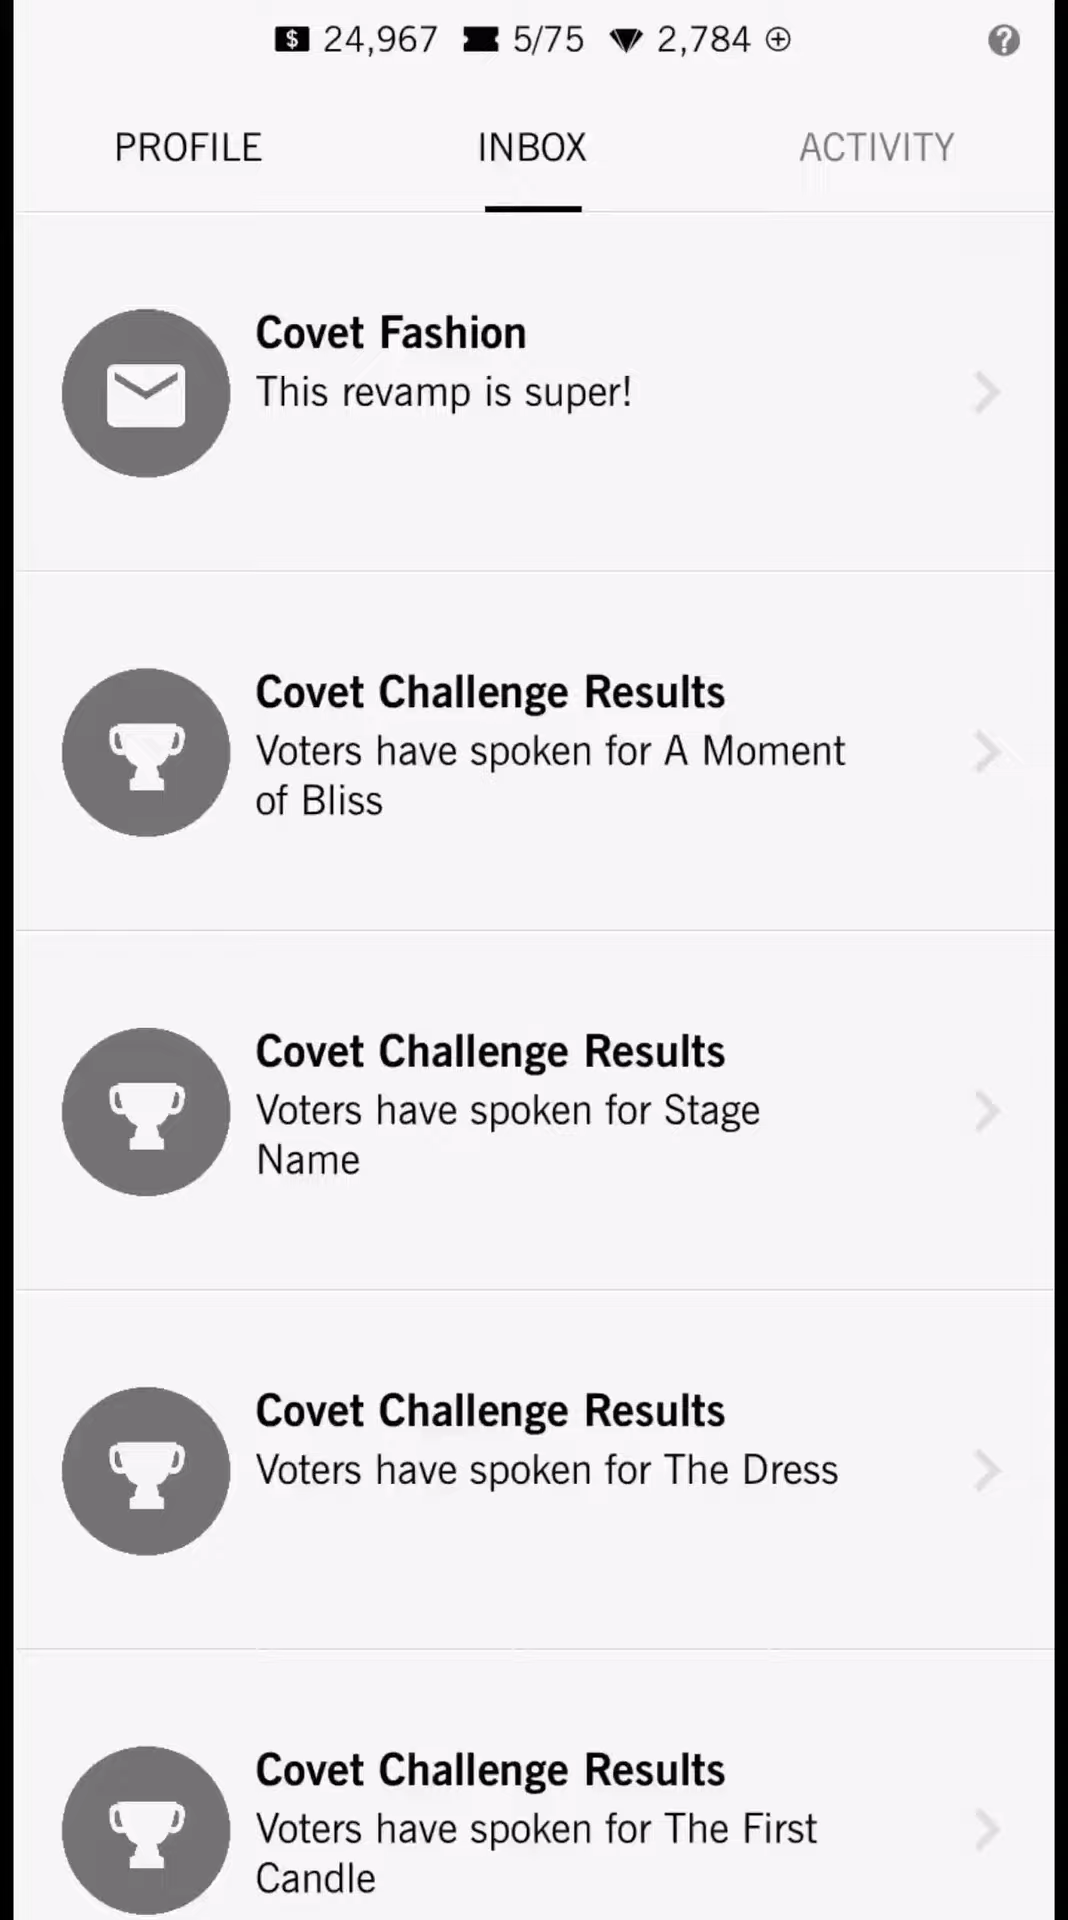 $ 24,967 5/75 2,784
PROFILE INBOX ACTIVITY
Covet Fashion
This revamp is super!
Covet Challenge Results
Voters have spoken for A Moment
of Bliss
Covet Challenge Results
Voters have spoken for Stage
Name
Covet Challenge Results
Voters have spoken for The Dress
Covet Challenge Results
Voters have spoken for The First
Candle